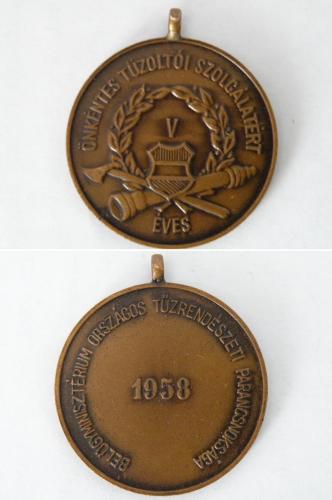 ÖNKÉNTES TŰZOLTÓI SZOLGÁLATÉRT
V
ÉVES
BELÜGYMINISZTÉRIUM ORSZÁGOS TŰZRENDÉSZETI PARANCSNOKSÁGA
1958